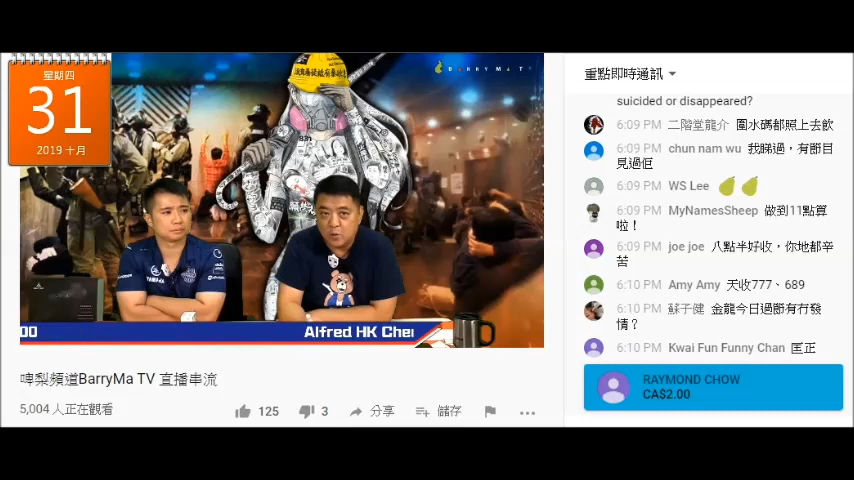 星期四
31
2019 十月
BARRYMA TV
YAMAHA
00
Alfred HK Cher
啤梨頻道BarryMa TV 直播串流
5,004 人正在觀看
125
3
分享
儲存
重點即時通訊
suicided or disappeared?
6:09 PM 二階堂龍介 圍水碼都照上去飲
6:09 PM chun nam wu 我睇過，有節目
見過佢
6:09 PM WS Lee
6:09 PM MyNamesSheep 做到11點算
啦！
6:09 PM joe joe 八點半好收，你地都辛
苦
6:10 PM Amy Amy 天收777、689
6:10 PM 蘇子健 金龍今日過節有冇發
情？
6:10 PM Kwai Fun Funny Chan 匡正
RAYMOND CHOW
CA$2.00